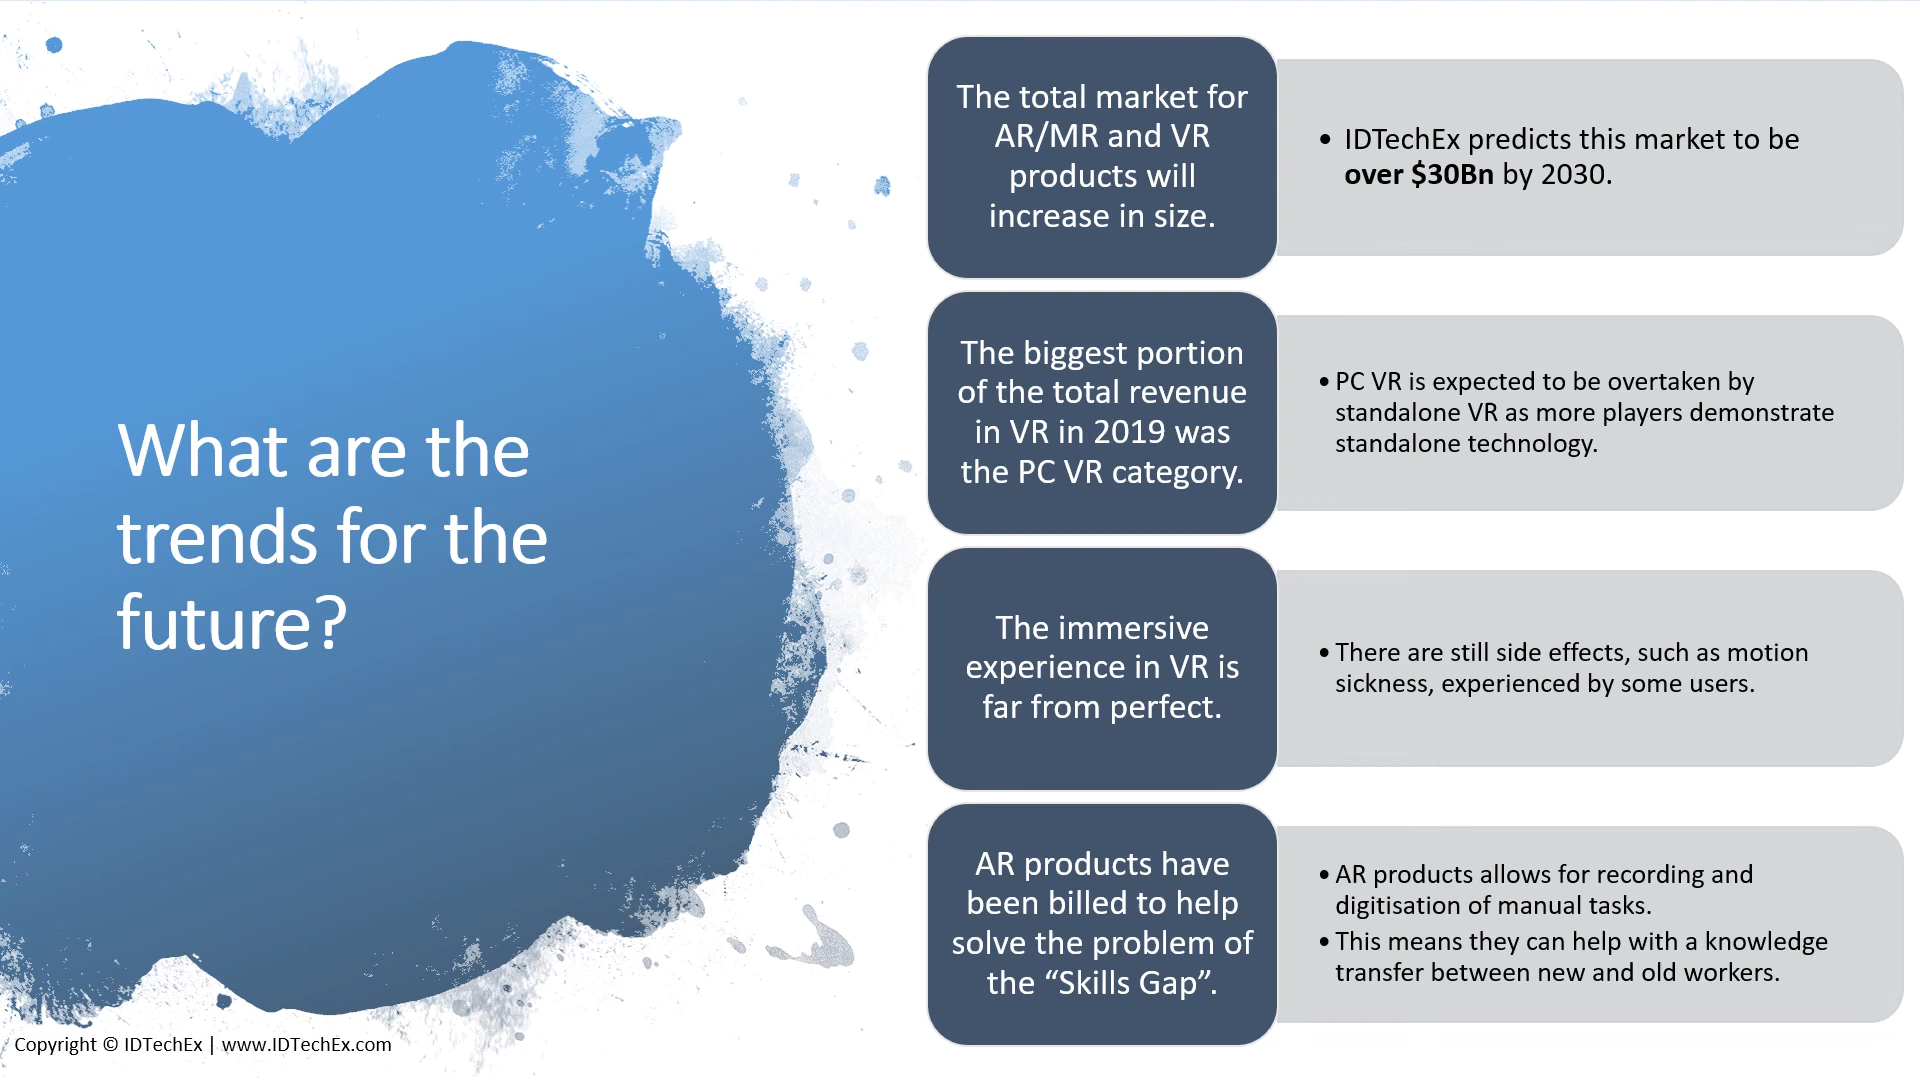 What are the
trends for the
future?
The total market for
AR/MR and VR
products will
increase in size.
• IDTechEx predicts this market to be
over $30Bn by 2030.
The biggest portion
of the total revenue
in VR in 2019 was
the PC VR category.
• PC VR is expected to be overtaken by
standalone VR as more players demonstrate
standalone technology.
The immersive
experience in VR is
far from perfect.
• There are still side effects, such as motion
sickness, experienced by some users.
AR products have
been billed to help
solve the problem of
the “Skills Gap”.
• AR products allows for recording and
digitisation of manual tasks.
• This means they can help with a knowledge
transfer between new and old workers.
Copyright © IDTechEx | www.IDTechEx.com